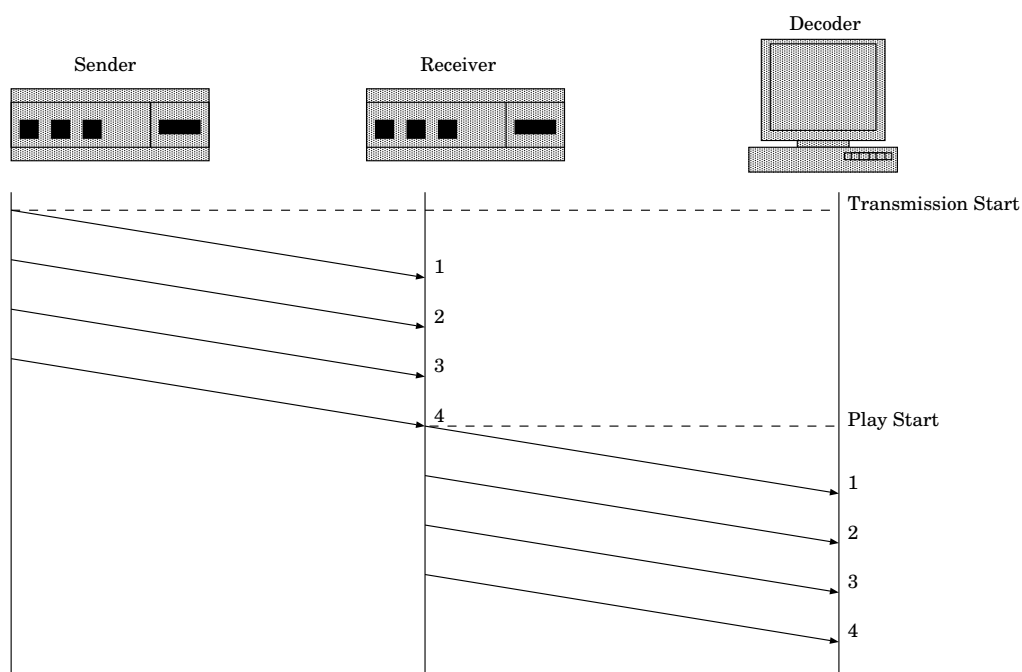 Decoder
Sender
Receiver
Transmission Start
1
2
3
4
Play Start
1
2
3
4